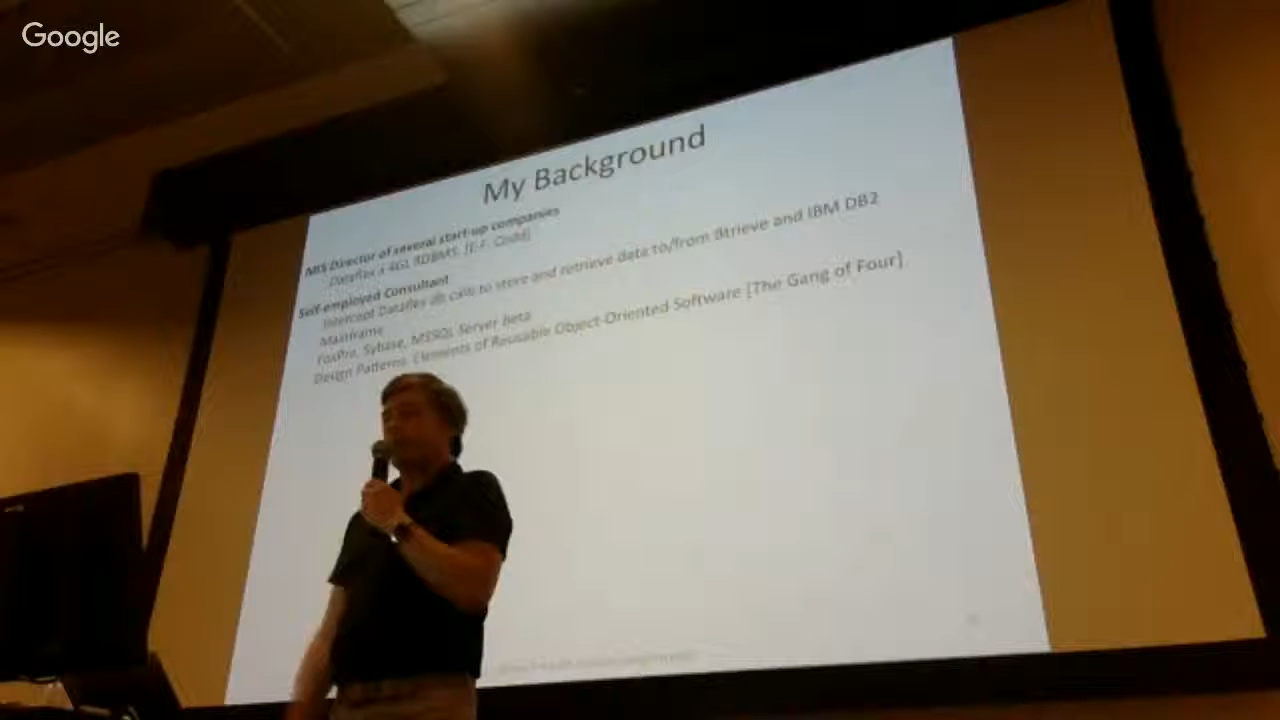 Google
My Background
MIS Director of several start-up companies
Dataflex a 4GL RDBMS. [E.F. Codd]
Self-employed Consultant
Intercept Dataflex db calls to store and retrieve data to/from Btrieve and IBM DB2
Mainframe
FoxPro, Sybase, MSSQL Server beta
Design Patterns: Elements of Reusable Object-Oriented Software [The Gang of Four]